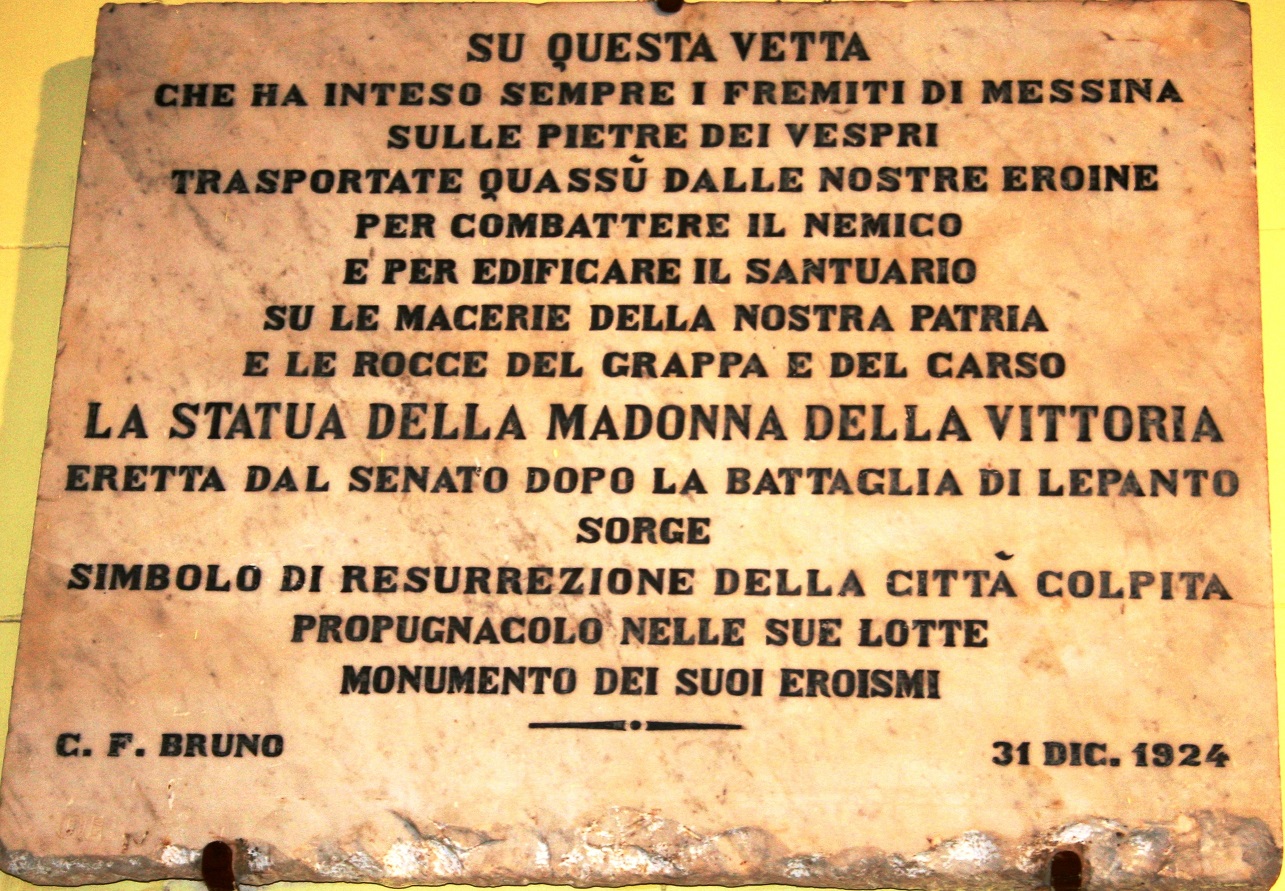 SU QUESTA VETTA
CHE HA INTESO SEMPRE I FREMITI DI MESSINA
SULLE PIETRE DEI VESPRI
TRASPORTATE QUASSÙ DALLE NOSTRE EROINE
PER COMBATTERE IL NEMICO
E PER EDIFICARE IL SANTUARIO
SU LE MACERIE DELLA NOSTRA PATRIA
E LE ROCCE DEL GRAPPA E DEL CARSO
LA STATUA DELLA MADONNA DELLA VITTORIA
ERETTA DAL SENATO DOPO LA BATTAGLIA DI LEPANTO
SORGE
SIMBOLO DI RESURREZIONE DELLA CITTÀ COLPITA
PROPUGNACOLO NELLE SUE LOTTE
MONUMENTO DEI SUOI EROISMI
C. F. BRUNO
31 DIC. 1924